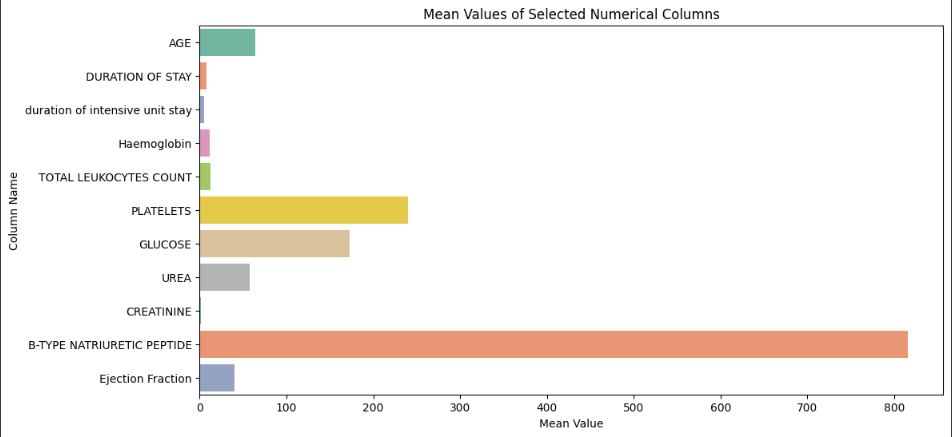 Mean Values of Selected Numerical Columns
Column Name
AGE
DURATION OF STAY
duration of intensive unit stay
Haemoglobin
TOTAL LEUKOCYTES COUNT
PLATELETS
GLUCOSE
UREA
CREATININE
B-TYPE NATRIURETIC PEPTIDE
Ejection Fraction
0 100 200 300 400 500 600 700 800
Mean Value